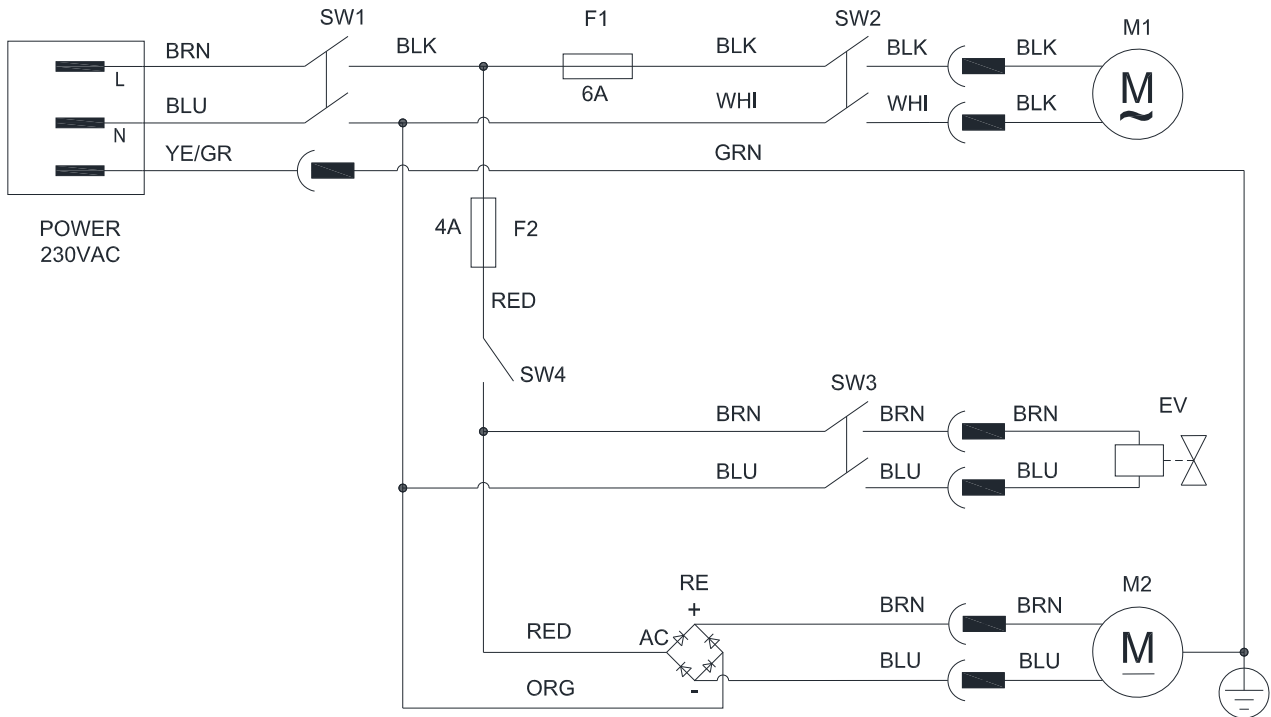 SW1 F1 SW2 M1
BRN BLK BLK BLK BLK
L
6A
M
~
BLU WHI WHI BLK
N
YE/GR GRN
POWER
230VAC
4A F2
RED
SW4
SW3
BRN BRN BRN EV
BLU BLU BLU
RE M2
+ BRN BRN
RED AC
M
BLU BLU
ORG -